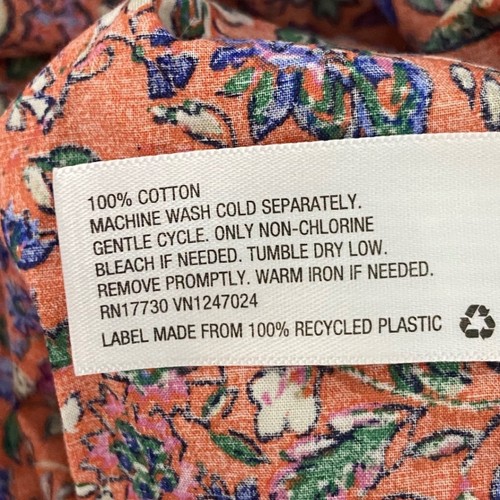 100% COTTON
MACHINE WASH COLD SEPARATELY.
GENTLE CYCLE. ONLY NON-CHLORINE
BLEACH IF NEEDED. TUMBLE DRY LOW.
REMOVE PROMPTLY. WARM IRON IF NEEDED.
RN17730 VN1247024
LABEL MADE FROM 100% RECYCLED PLASTIC